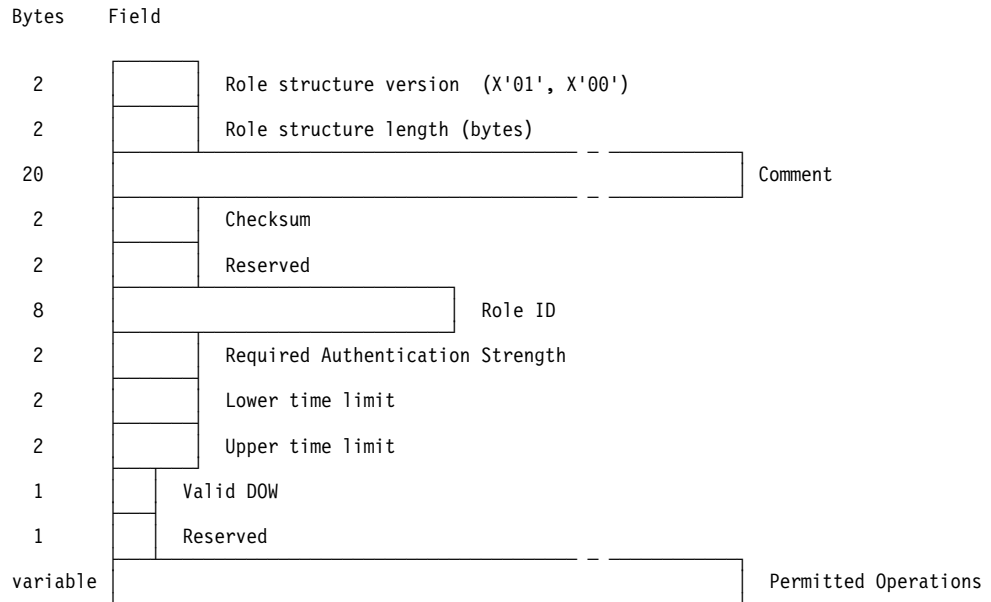 Bytes Field
2 Role structure version (X'01', X'00')
2 Role structure length (bytes)
20 Comment
2 Checksum
2 Reserved
8 Role ID
2 Required Authentication Strength
2 Lower time limit
2 Upper time limit
1 Valid DOW
1 Reserved
variable Permitted Operations